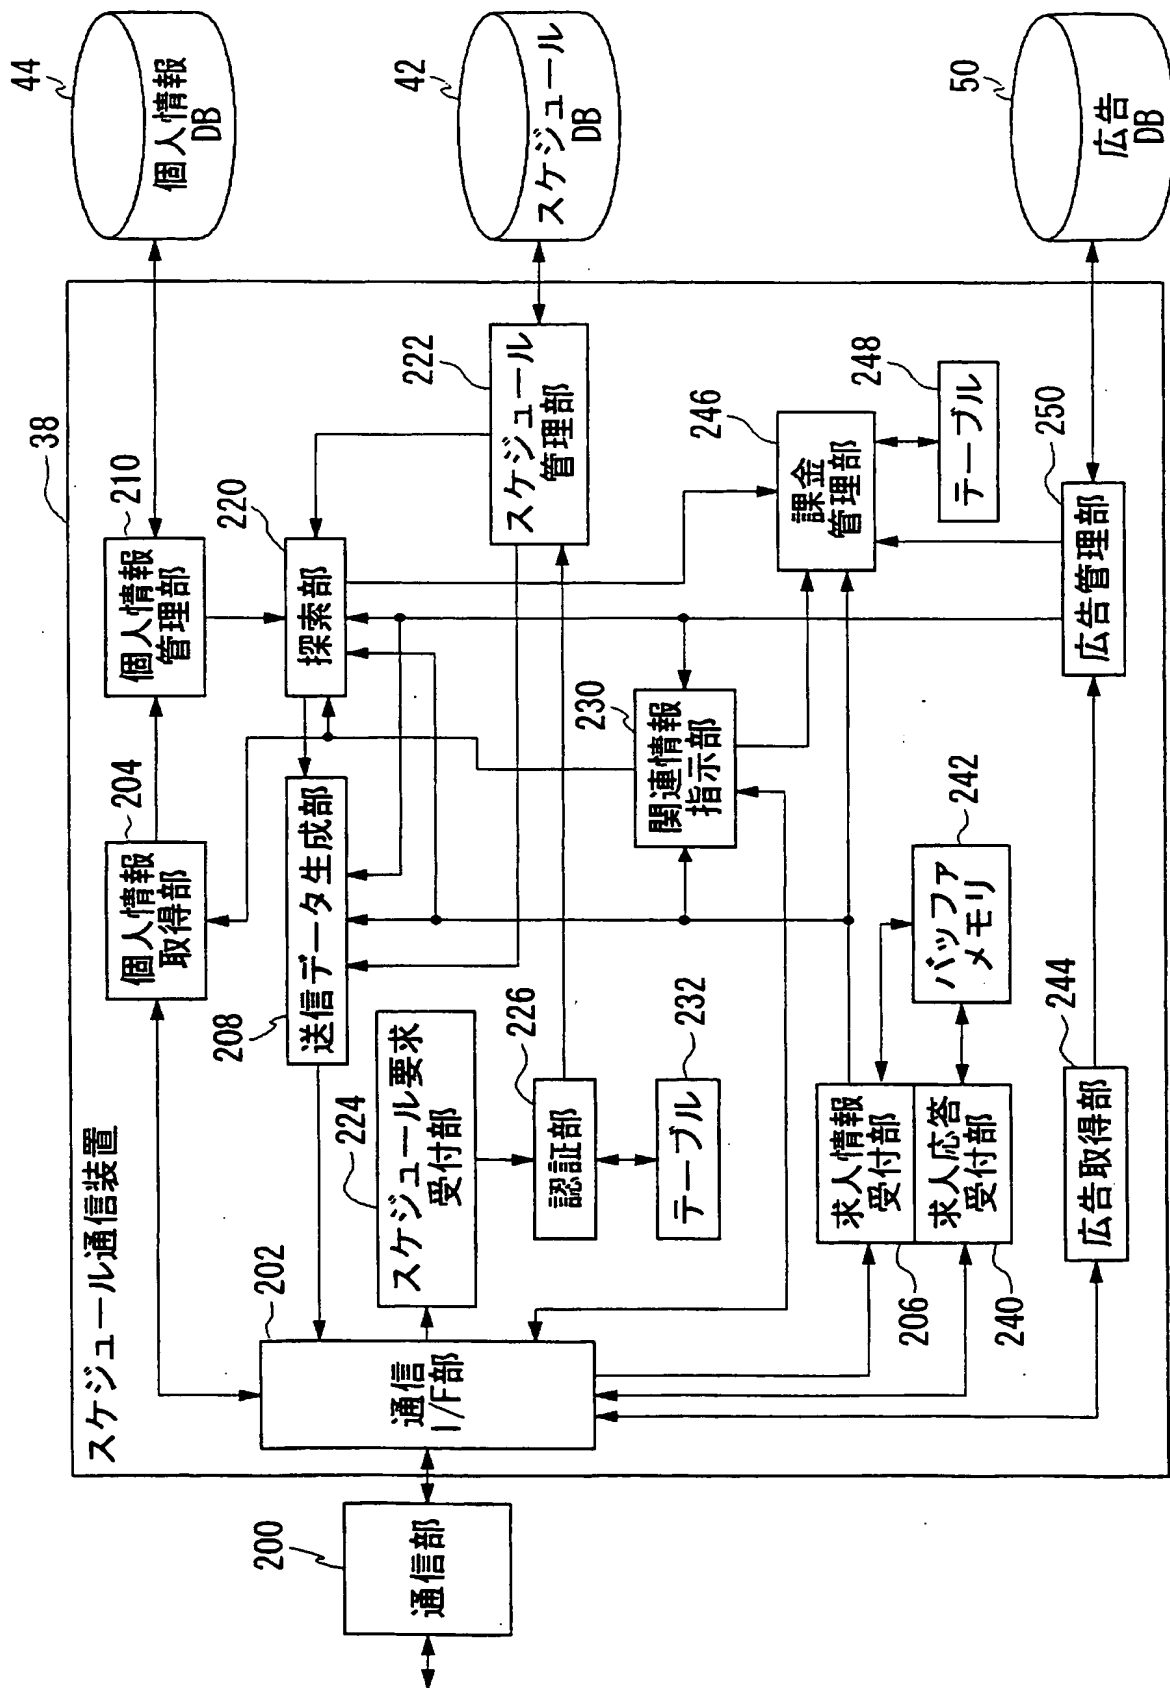 スケジュール通信装置
38
200
通信部
202
通信
I/F部
204
個人情報
取得部
210
個人情報
管理部
44
個人情報
DB
208
送信データ生成部
220
探索部
222
スケジュール
管理部
42
スケジュール
DB
224
スケジュール要求
受付部
226
認証部
232
テーブル
230
関連情報
指示部
246
課金
管理部
248
テーブル
206
求人情報
受付部
240
求人応答
受付部
242
バッファ
メモリ
244
広告取得部
250
広告管理部
50
広告
DB